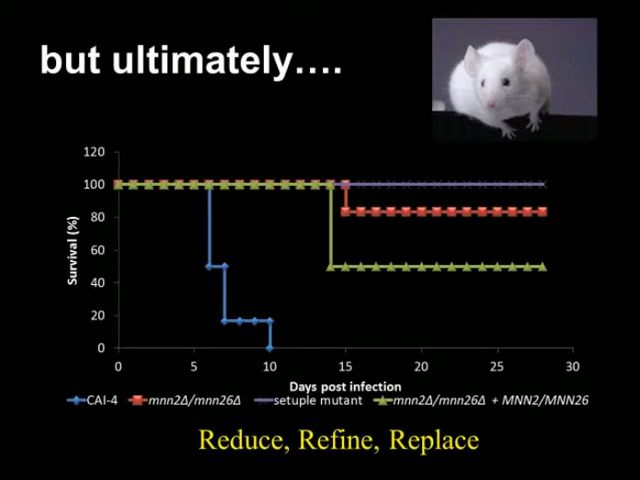 but ultimately….
120
100
80
60
40
20
0
Survival (%)
0 5 10 15 20 25 30
Days post infection
CAI-4 mnn2Δ/mnn26Δ setuple mutant mnn2Δ/mnn26Δ + MNN2/MNN26
Reduce, Refine, Replace